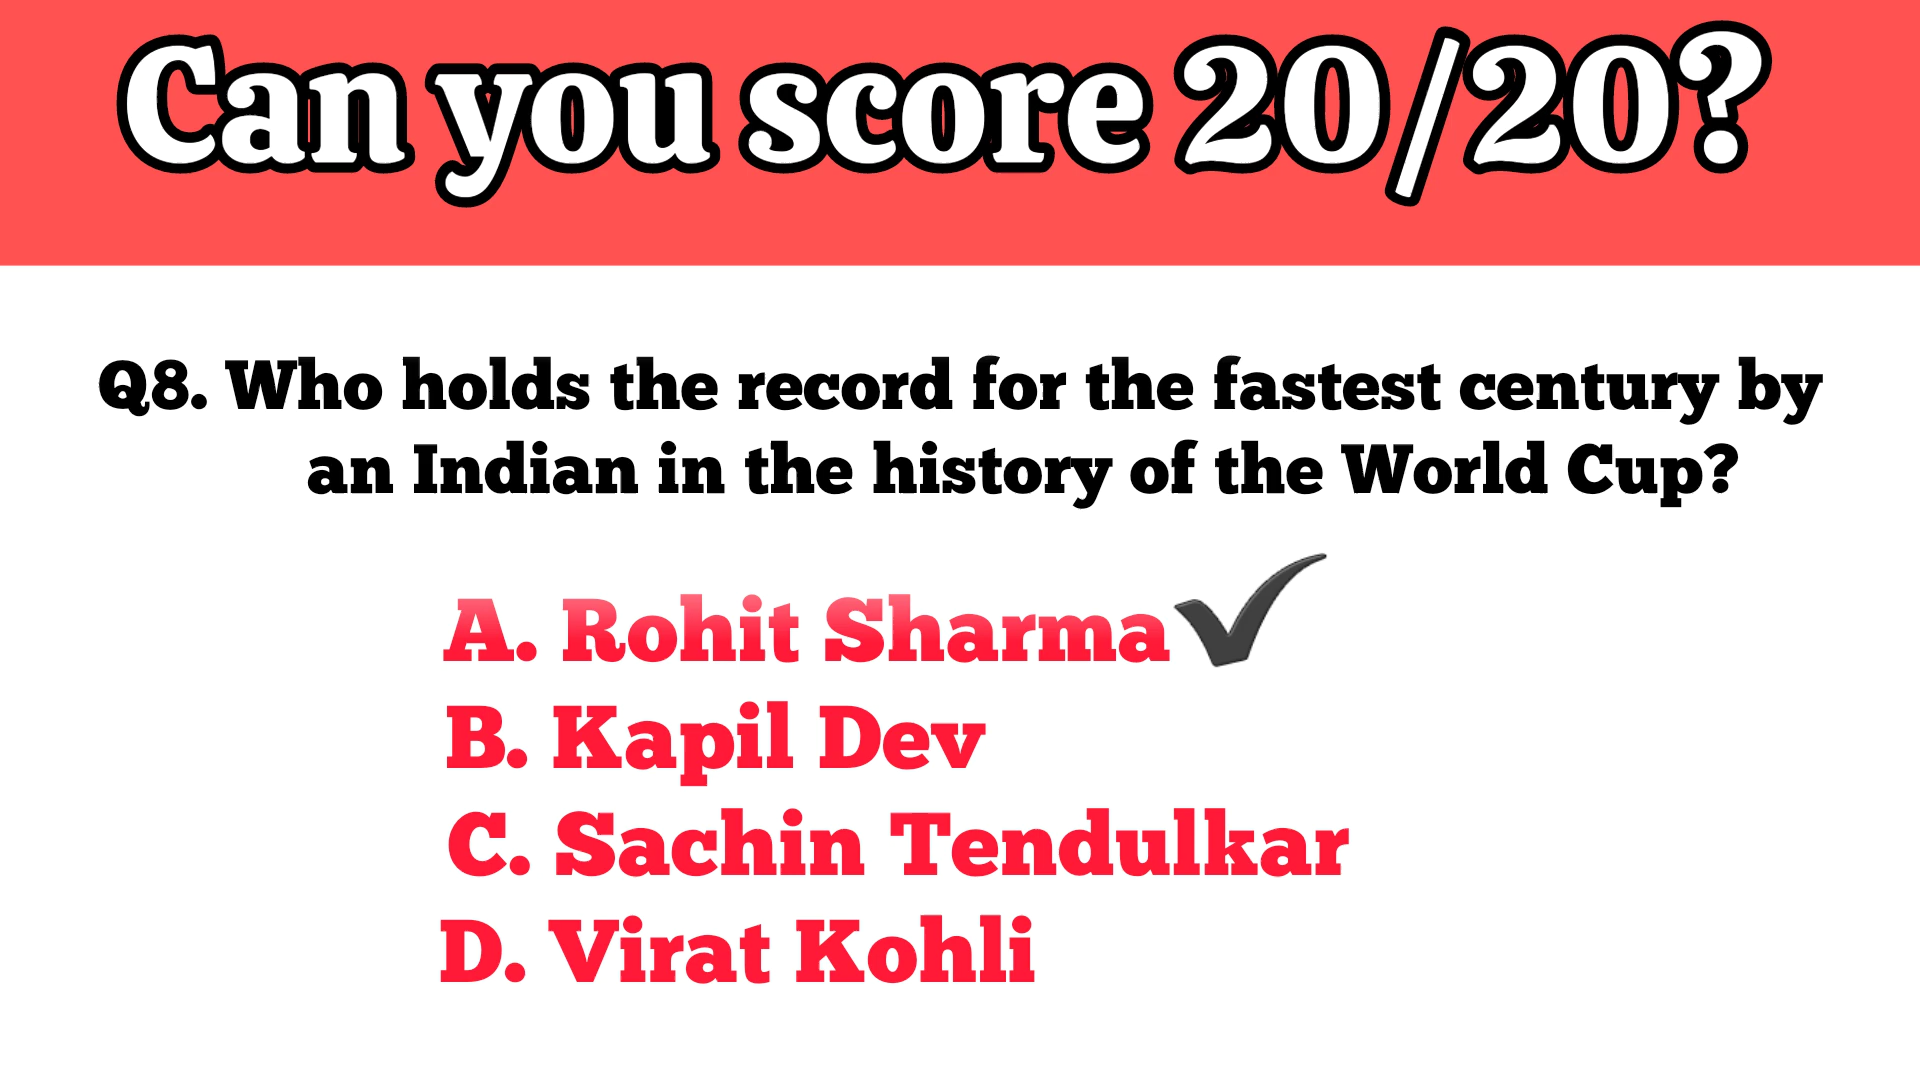 Can you score 20/20?
Q8. Who holds the record for the fastest century by
an Indian in the history of the World Cup?
A. Rohit Sharma
B. Kapil Dev
C. Sachin Tendulkar
D. Virat Kohli